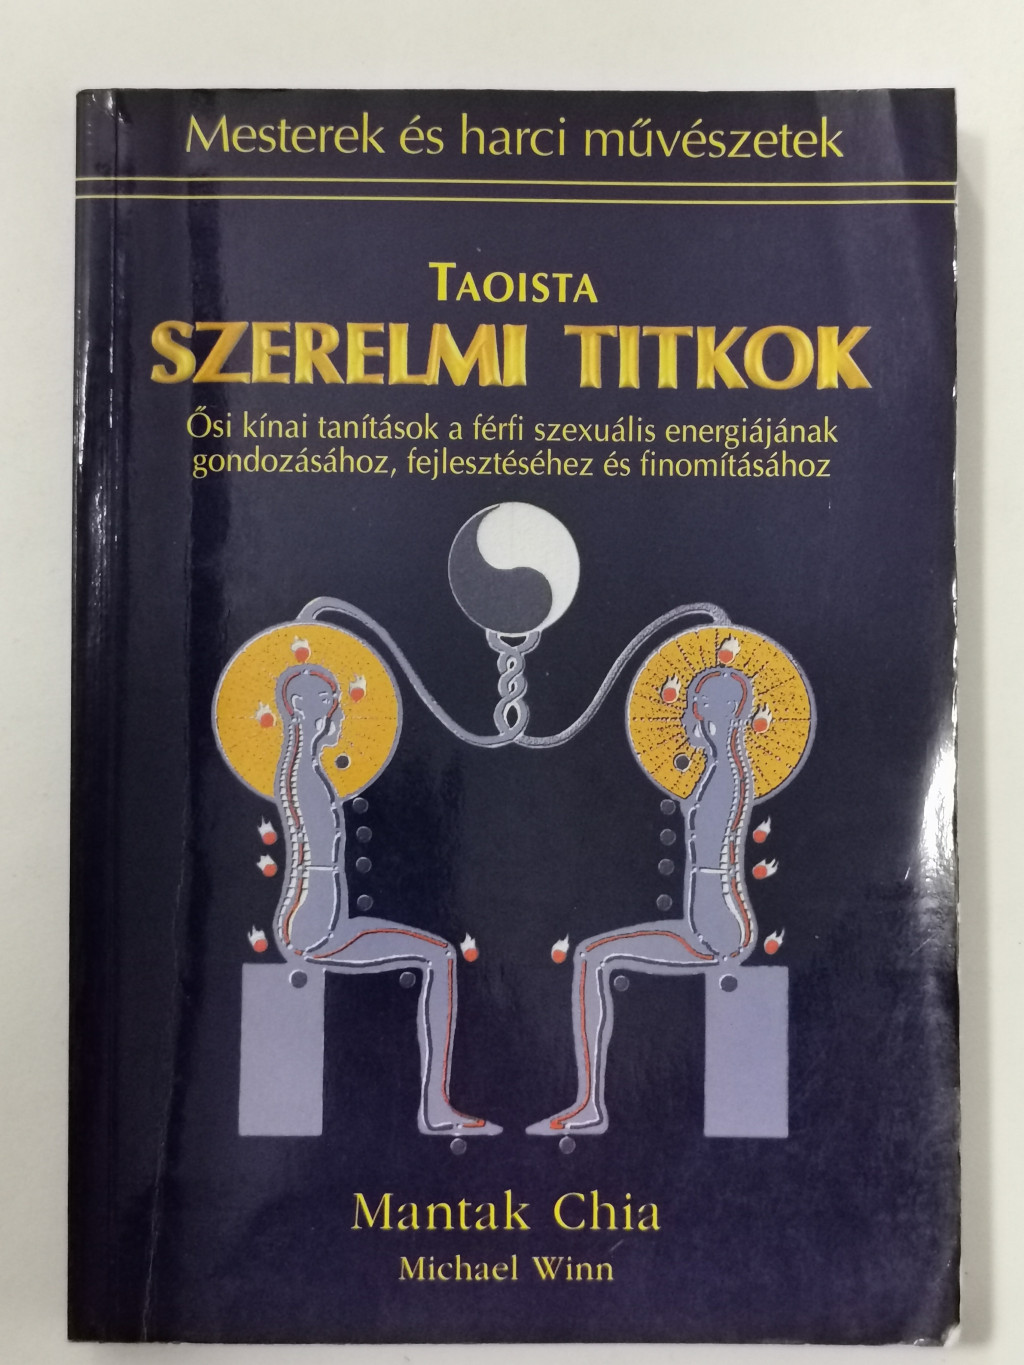 Mesterek és harci művészetek
TAOISTA
SZERELMI TITKOK
Ősi kínai tanítások a férfi szexuális energiájának
gondozásához, fejlesztéséhez és finomításához
Mantak Chia
Michael Winn